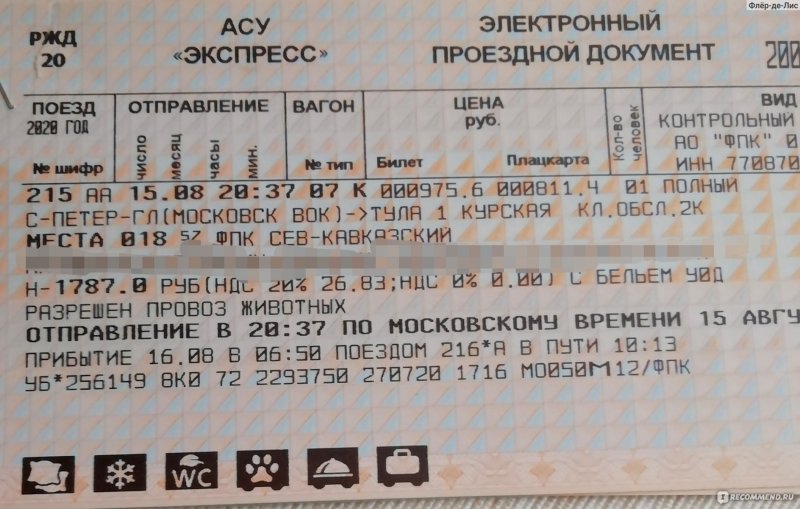 Флёр-де-Лис
РЖД АСУ ЭЛЕКТРОННЫЙ
20 «ЭКСПРЕСС» ПРОЕЗДНОЙ ДОКУМЕНТ 200
ПОЕЗД ОТПРАВЛЕНИЕ ВАГОН ЦЕНА Кол-во человек ВИД
2020 ГОД число месяц часы мин. руб. КОНТРОЛЬНЫЙ
АО "ФПК" 0
№ шифр № тип Билет Плацкарта ИНН 770870
215 АА 15.08 20:37 07 К 000975.6 000811.4 01 ПОЛНЫЙ
С-ПЕТЕР-ГЛ(МОСКОВСК ВОК)->ТУЛА 1 КУРСКАЯ КЛ.ОБСЛ.2К
МЕСТА 018 ФПК СЕВ-КАВКАЗСКИЙ
Н-1787.0 РУБ(НДС 20% 26.83;НДС 0% 0.00) С БЕЛЬЕМ У0Д
РАЗРЕШЕН ПРОВОЗ ЖИВОТНЫХ
ОТПРАВЛЕНИЕ В 20:37 ПО МОСКОВСКОМУ ВРЕМЕНИ 15 АВГУ
ПРИБЫТИЕ 16.08 В 06:50 ПОЕЗДОМ 216*А В ПУТИ 10:13
УБ*256149 8К0 72 2293750 270720 1716 М0050М12/ФПК
WC
IRECOMMEND.RU